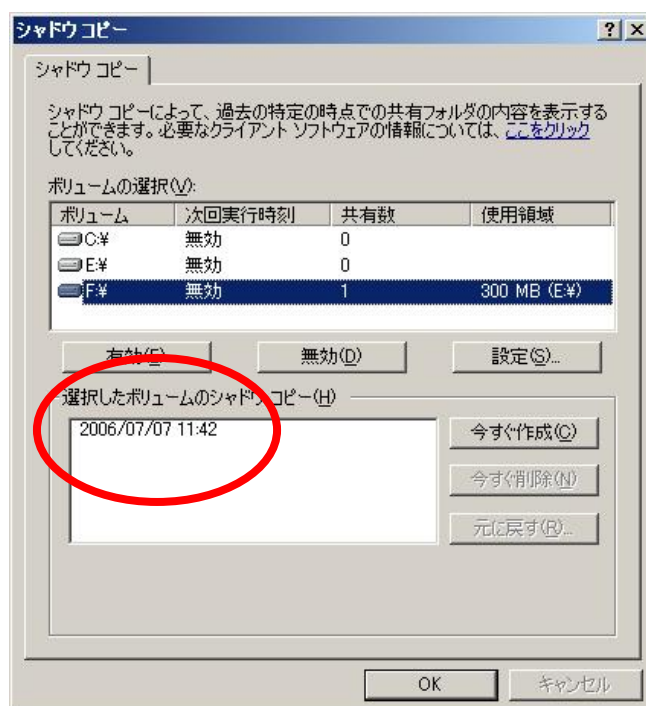 シャドウ コピー
シャドウ コピー
シャドウ コピーによって、過去の特定の時点での共有フォルダの内容を表示する
ことができます。必要なクライアント ソフトウェアの情報については、ここをクリック
してください。
ボリュームの選択(V):
ボリューム 次回実行時刻 共有数 使用領域
C:¥ 無効 0
E:¥ 無効 0
F:¥ 無効 1 300 MB (E:¥)
有効(E) 無効(D) 設定(S)...
選択したボリュームのシャドウ コピー(H)
2006/07/07 11:42
今すぐ作成(C)
今すぐ削除(N)
元に戻す(R)...
OK キャンセル